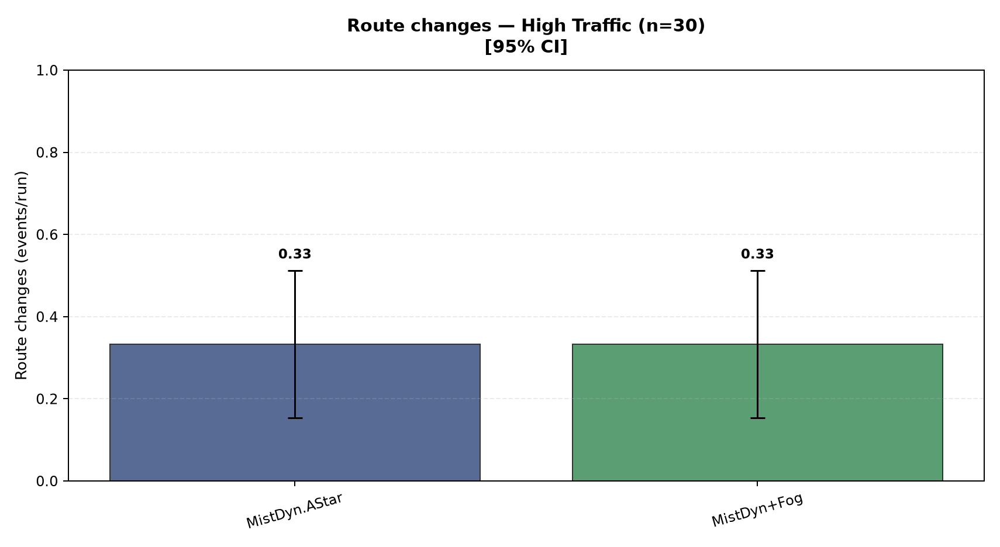 Route changes — High Traffic (n=30)
[95% CI]
1.0
0.8
0.6
0.4
0.2
0.0
Route changes (events/run)
0.33
0.33
MistDyn.AStar
MistDyn+Fog